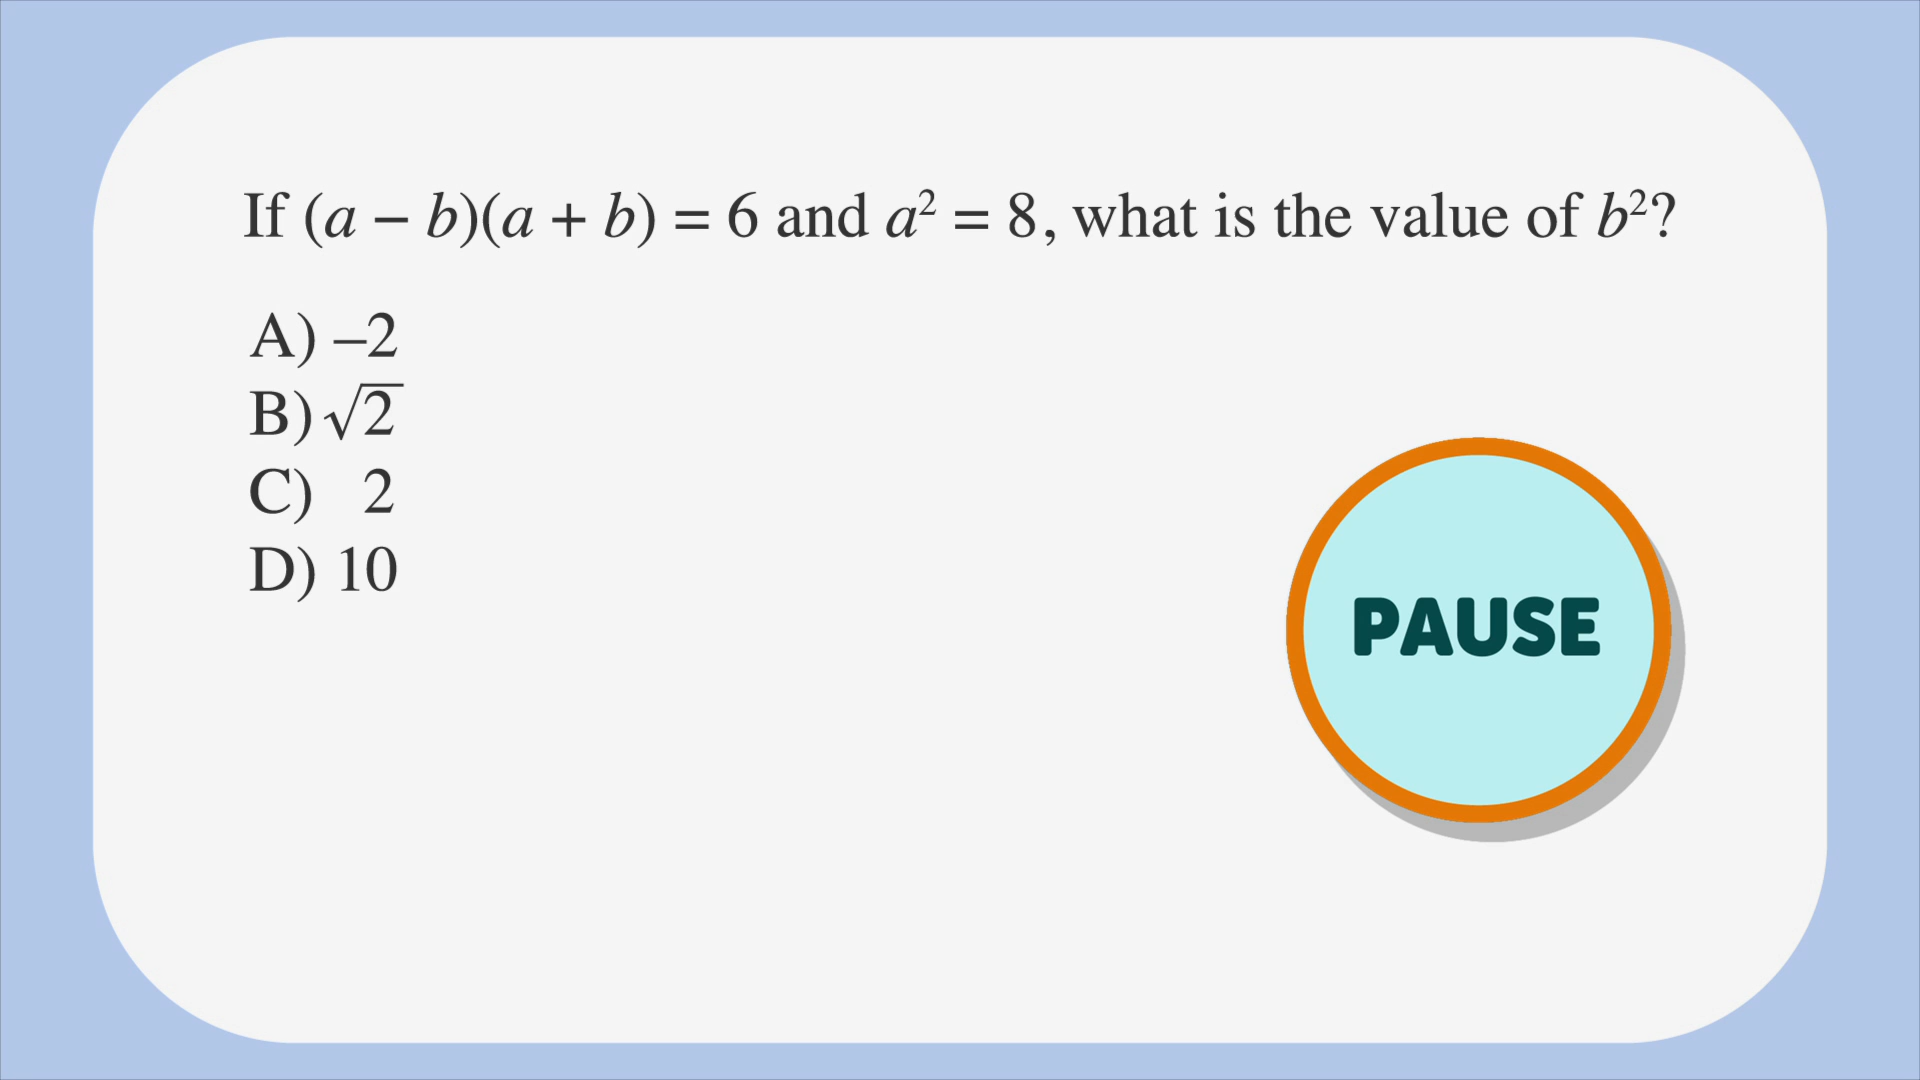 If (a − b)(a + b) = 6 and a² = 8, what is the value of b²?
A) –2
B) √2
C) 2
D) 10
PAUSE